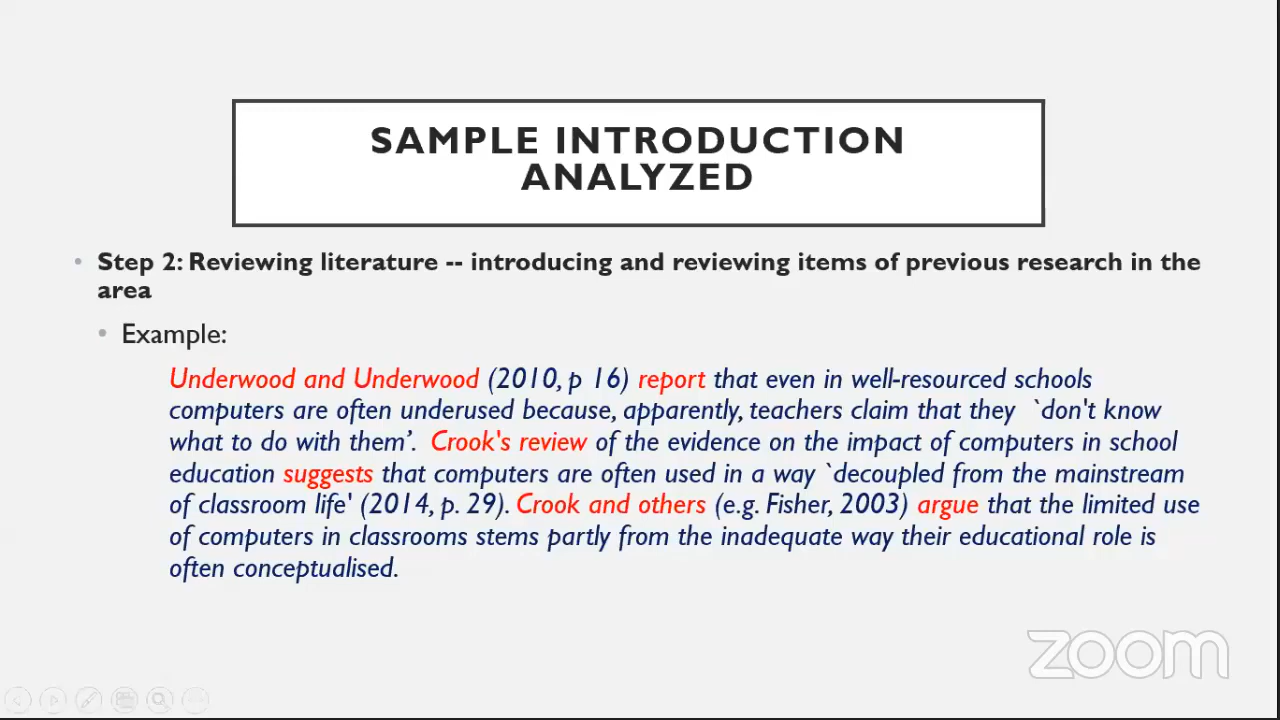 SAMPLE INTRODUCTION
ANALYZED
• Step 2: Reviewing literature -- introducing and reviewing items of previous research in the
area
• Example:
Underwood and Underwood (2010, p 16) report that even in well-resourced schools
computers are often underused because, apparently, teachers claim that they `don't know
what to do with them’. Crook's review of the evidence on the impact of computers in school
education suggests that computers are often used in a way `decoupled from the mainstream
of classroom life' (2014, p. 29). Crook and others (e.g. Fisher, 2003) argue that the limited use
of computers in classrooms stems partly from the inadequate way their educational role is
often conceptualised.
zoom